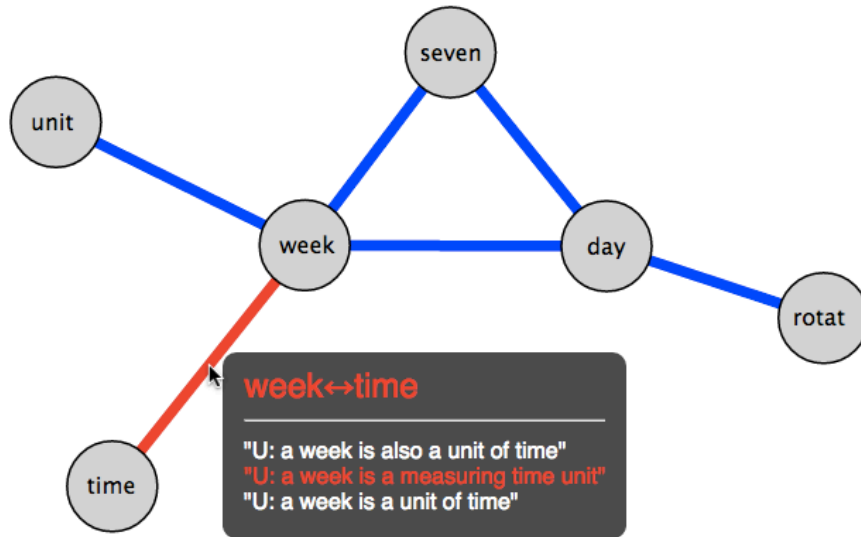 seven
unit
week
day
rotat
week↔time
"U: a week is also a unit of time"
"U: a week is a measuring time unit"
"U: a week is a unit of time"
time